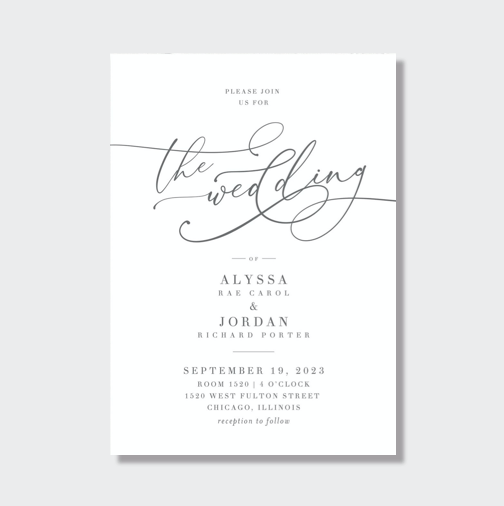 PLEASE JOIN
US FOR
the
wedding
OF
ALYSSA
RAE CAROL
&
JORDAN
RICHARD PORTER
SEPTEMBER 19, 2023
ROOM 1520 | 4 O'CLOCK
1520 WEST FULTON STREET
CHICAGO, ILLINOIS
reception to follow